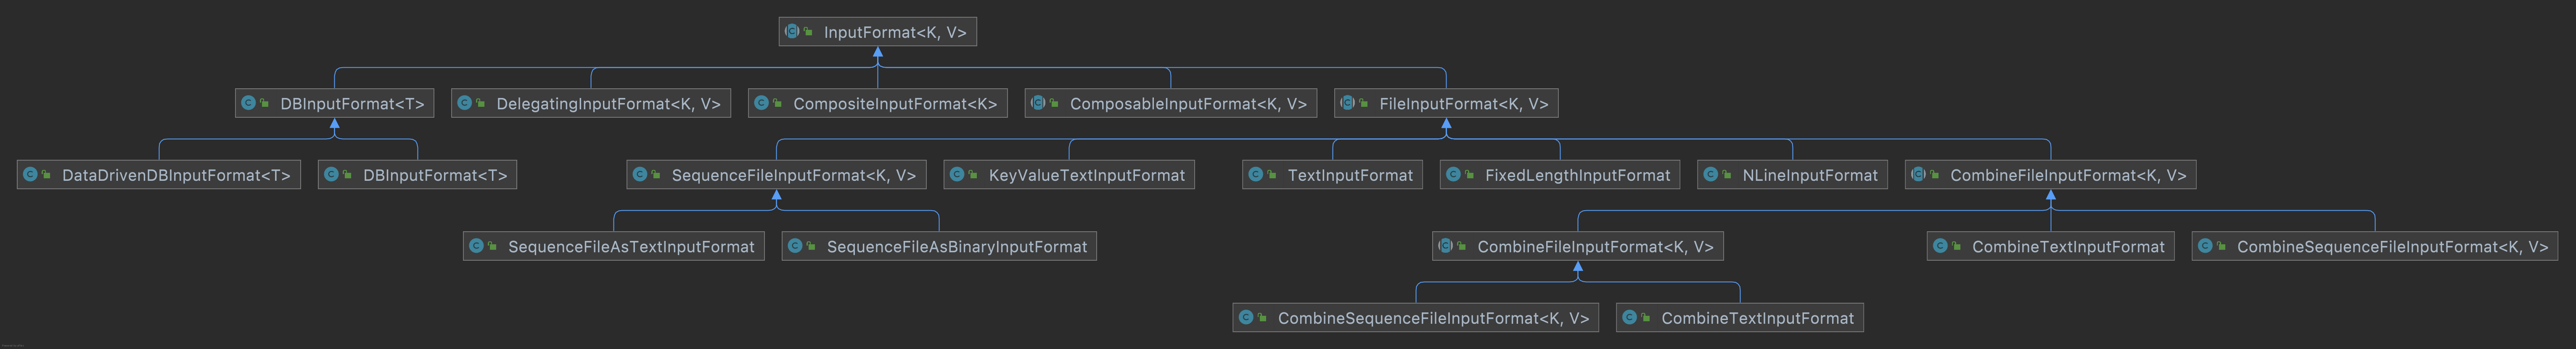 InputFormat<K, V>
DBInputFormat<T>
DelegatingInputFormat<K, V>
CompositeInputFormat<K>
ComposableInputFormat<K, V>
FileInputFormat<K, V>
DataDrivenDBInputFormat<T>
DBInputFormat<T>
SequenceFileInputFormat<K, V>
KeyValueTextInputFormat
TextInputFormat
FixedLengthInputFormat
NLineInputFormat
CombineFileInputFormat<K, V>
SequenceFileAsTextInputFormat
SequenceFileAsBinaryInputFormat
CombineFileInputFormat<K, V>
CombineTextInputFormat
CombineSequenceFileInputFormat<K, V>
CombineSequenceFileInputFormat<K, V>
CombineTextInputFormat